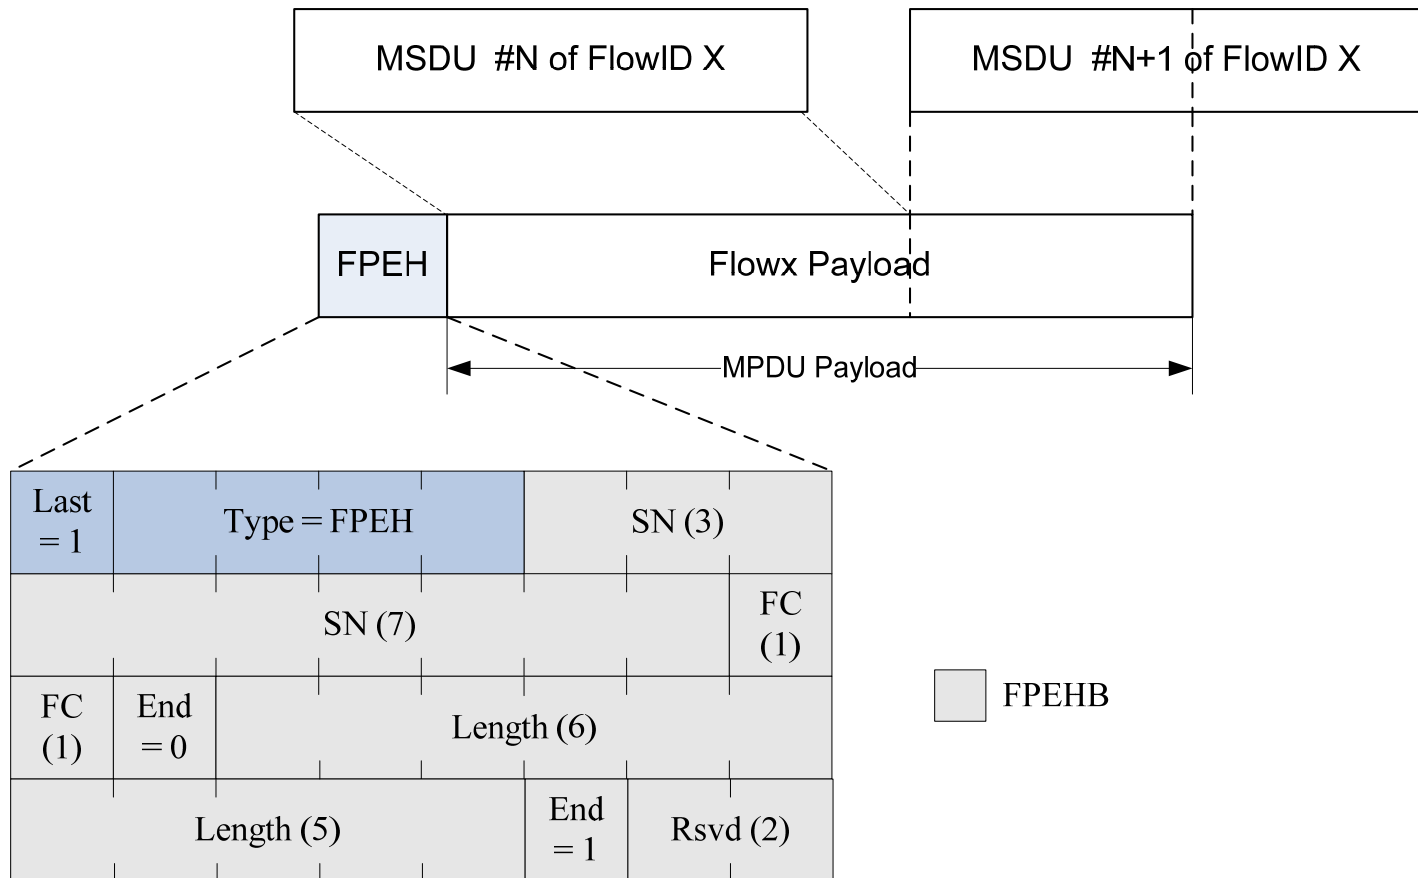 MSDU #N of FlowID X
MSDU #N+1 of FlowID X
FPEH
Flowx Payload
MPDU Payload
Last
= 1
Type = FPEH
SN (3)
SN (7)
FC
(1)
FC
(1)
End
= 0
Length (6)
Length (5)
End
= 1
Rsvd (2)
FPEHB